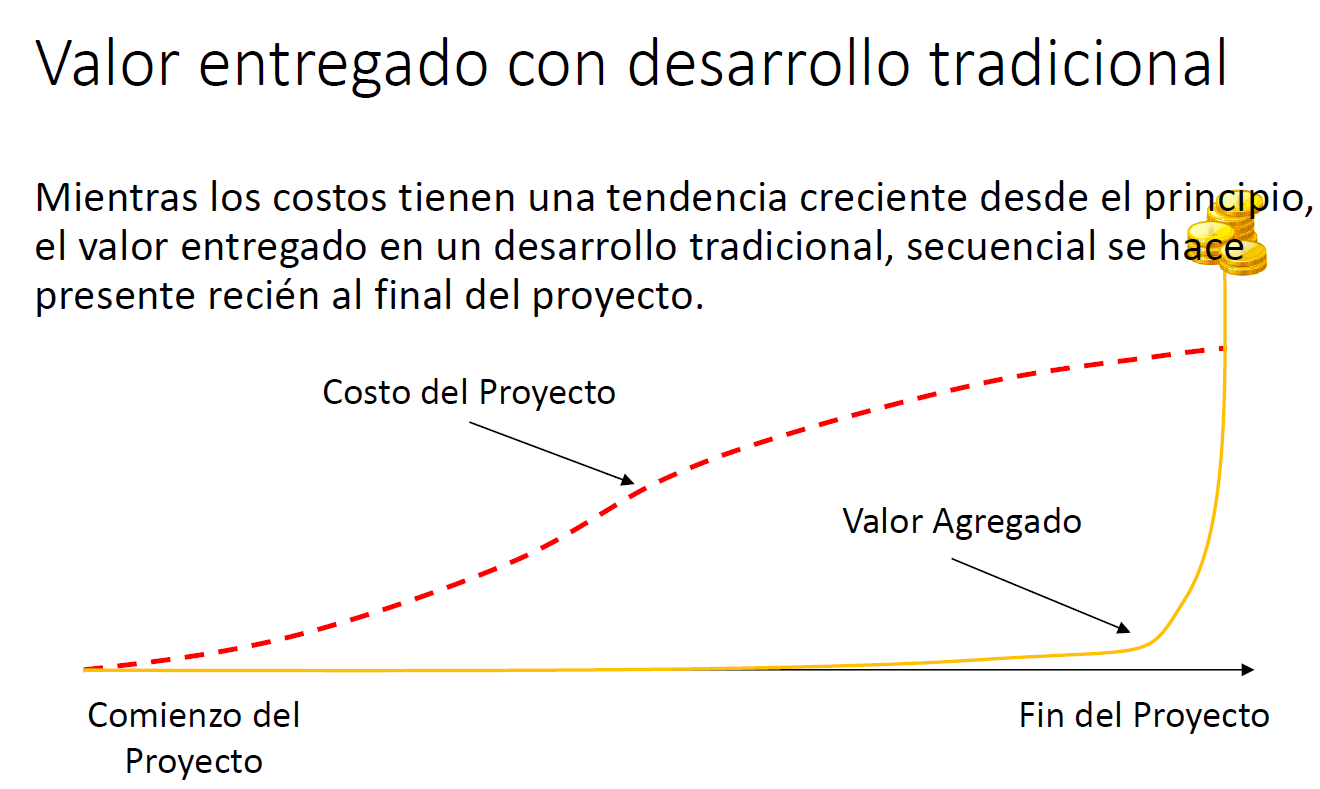 Valor entregado con desarrollo tradicional
Mientras los costos tienen una tendencia creciente desde el principio,
el valor entregado en un desarrollo tradicional, secuencial se hace
presente recién al final del proyecto.
Costo del Proyecto
Valor Agregado
Comienzo del
Proyecto
Fin del Proyecto